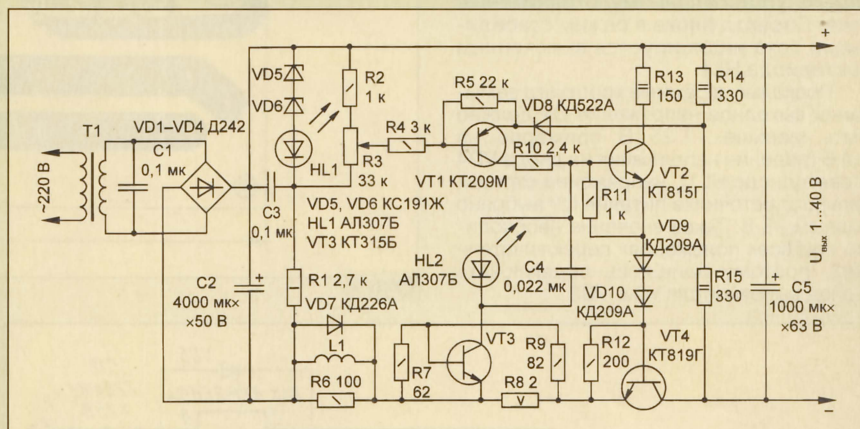 VD5
VD6
R2
1 к
R5 22 к
VD8 КД522А
R13
150
R14
330
+
T1
VD1–VD4 Д242
C1
0,1 мк
~220 В
HL1
R4 3 к
R3
33 к
R10 2,4 к
VT1 КТ209М
VT2
КТ815Г
C3
0,1 мк
VD5, VD6 КС191Ж
HL1 АЛ307Б
VT3 КТ315Б
R11
1 к
VD9
КД209А
Uвых 1...40 В
HL2
АЛ307Б
C4
0,022 мк
VD10
КД209А
C2
+
4000 мк×
×50 В
R1 2,7 к
VD7 КД226А
L1
R15
330
+
C5
1000 мк×
×63 В
R6 100
R7
62
VT3
R9
82
R8 2
R12
200
VT4
КТ819Г
–